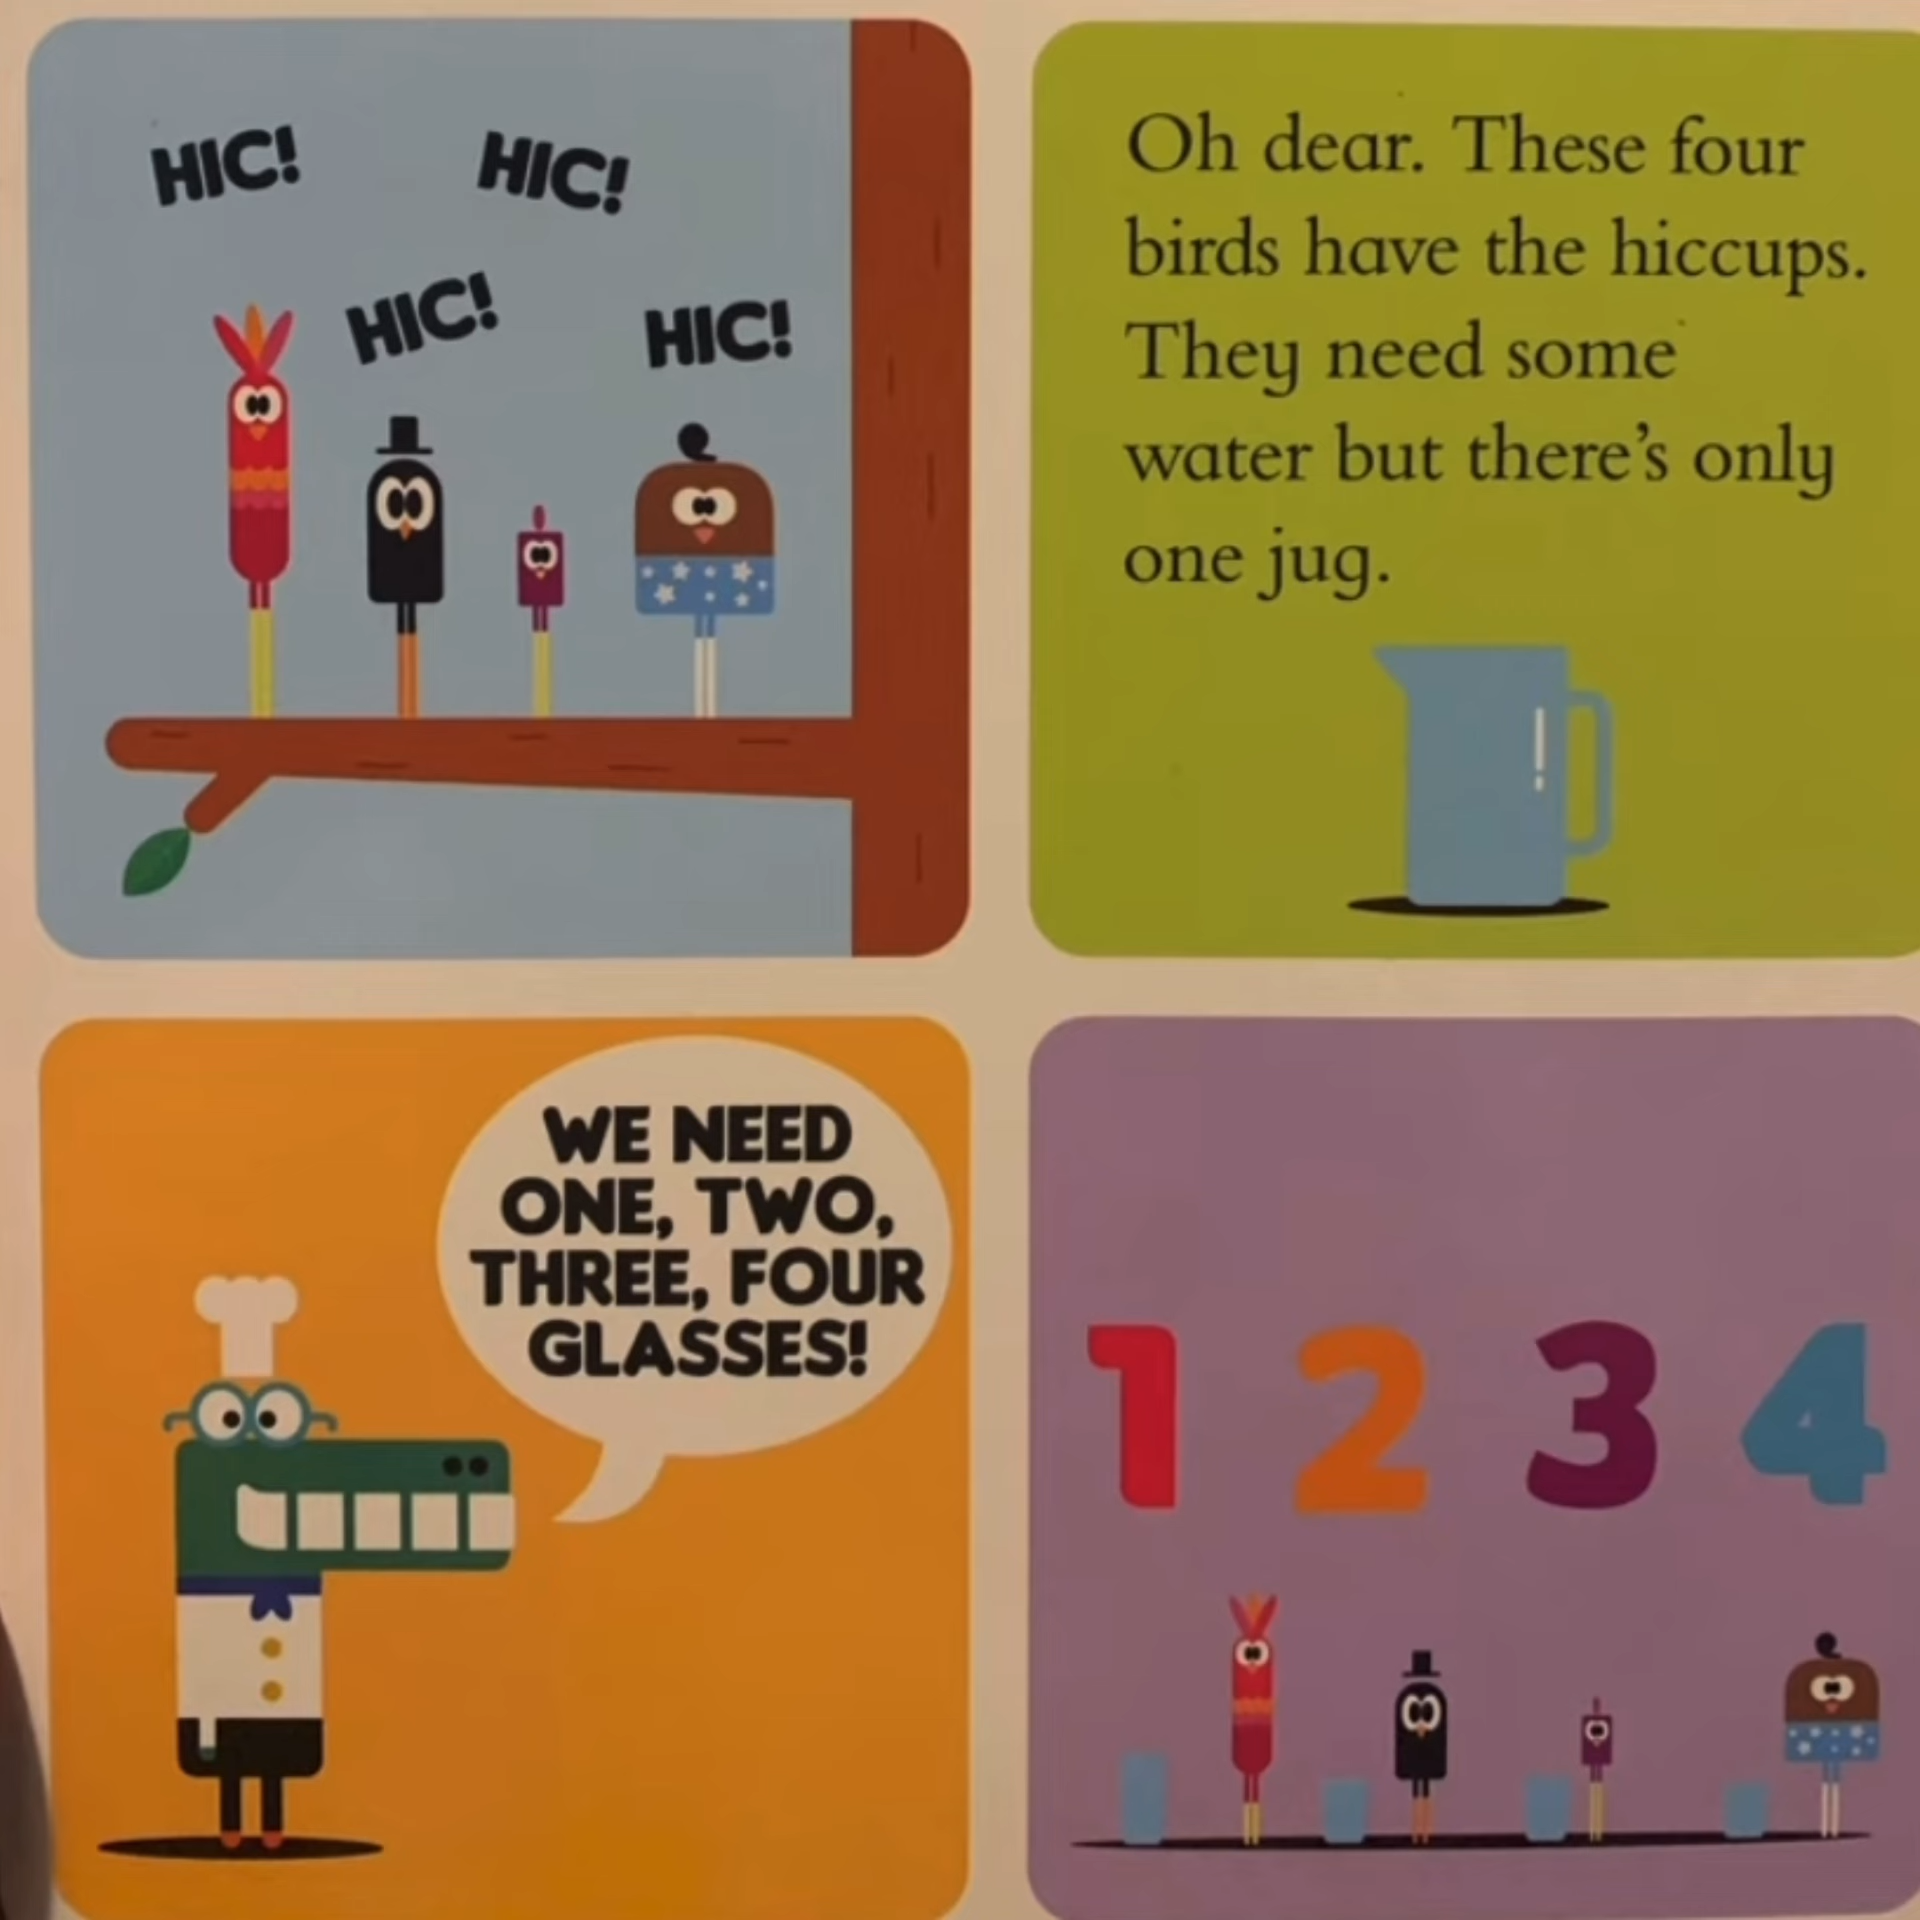 HIC!
HIC!
HIC!
HIC!
Oh dear. These four
birds have the hiccups.
They need some
water but there's only
one jug.
WE NEED
ONE, TWO,
THREE, FOUR
GLASSES!
1 2 3 4